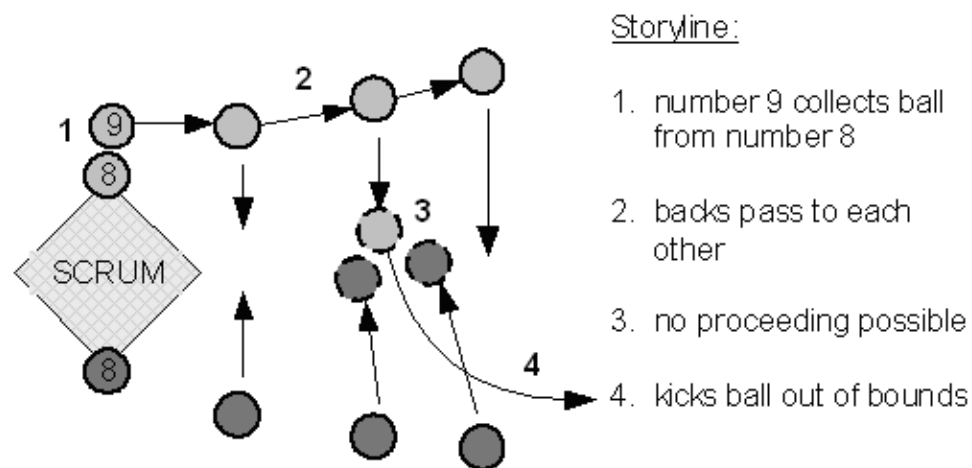 Storyline:
2
1
9
1. number 9 collects ball
from number 8
8
2. backs pass to each
other
3
SCRUM
3. no proceeding possible
4
8
4. kicks ball out of bounds